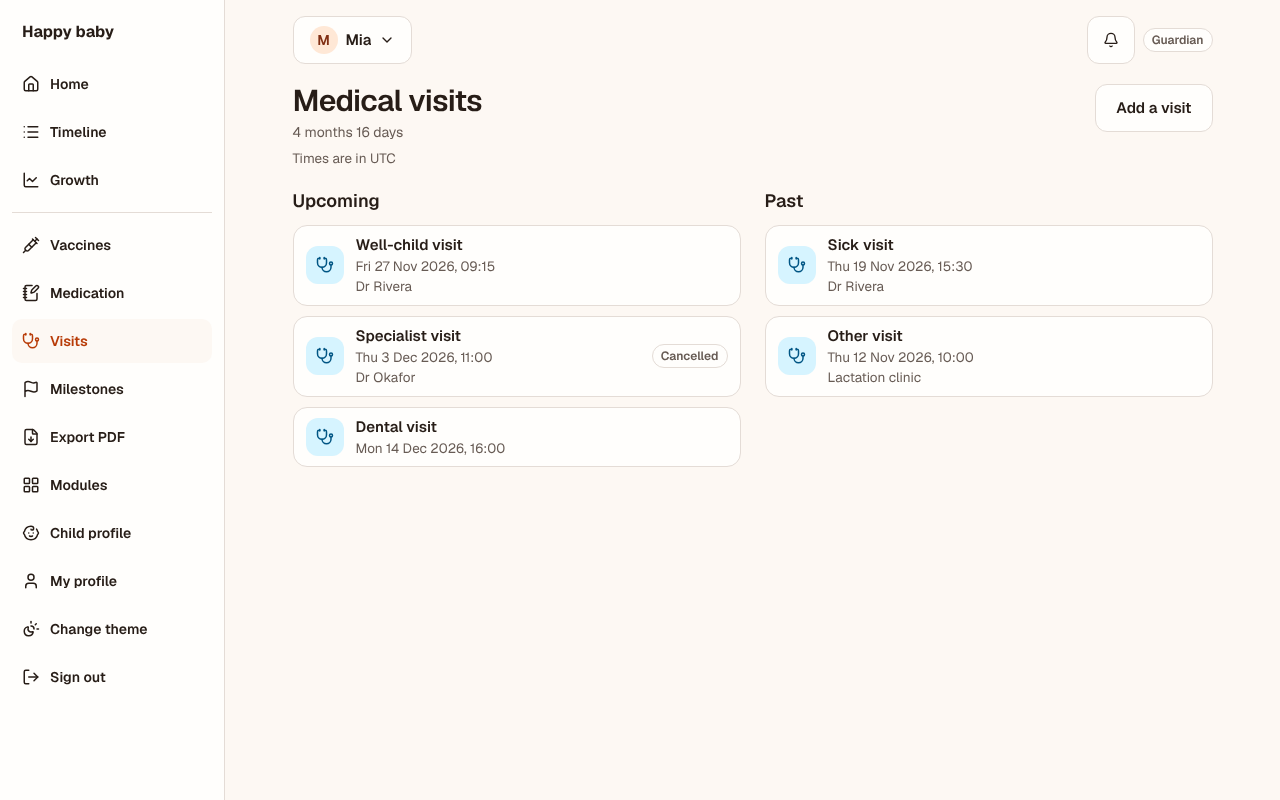 Happy baby
Home
Timeline
Growth
Vaccines
Medication
Visits
Milestones
Export PDF
Modules
Child profile
My profile
Change theme
Sign out
M Mia
Guardian
Medical visits
4 months 16 days
Times are in UTC
Add a visit
Upcoming
Well-child visit
Fri 27 Nov 2026, 09:15
Dr Rivera
Specialist visit
Thu 3 Dec 2026, 11:00
Dr Okafor
Cancelled
Dental visit
Mon 14 Dec 2026, 16:00
Past
Sick visit
Thu 19 Nov 2026, 15:30
Dr Rivera
Other visit
Thu 12 Nov 2026, 10:00
Lactation clinic